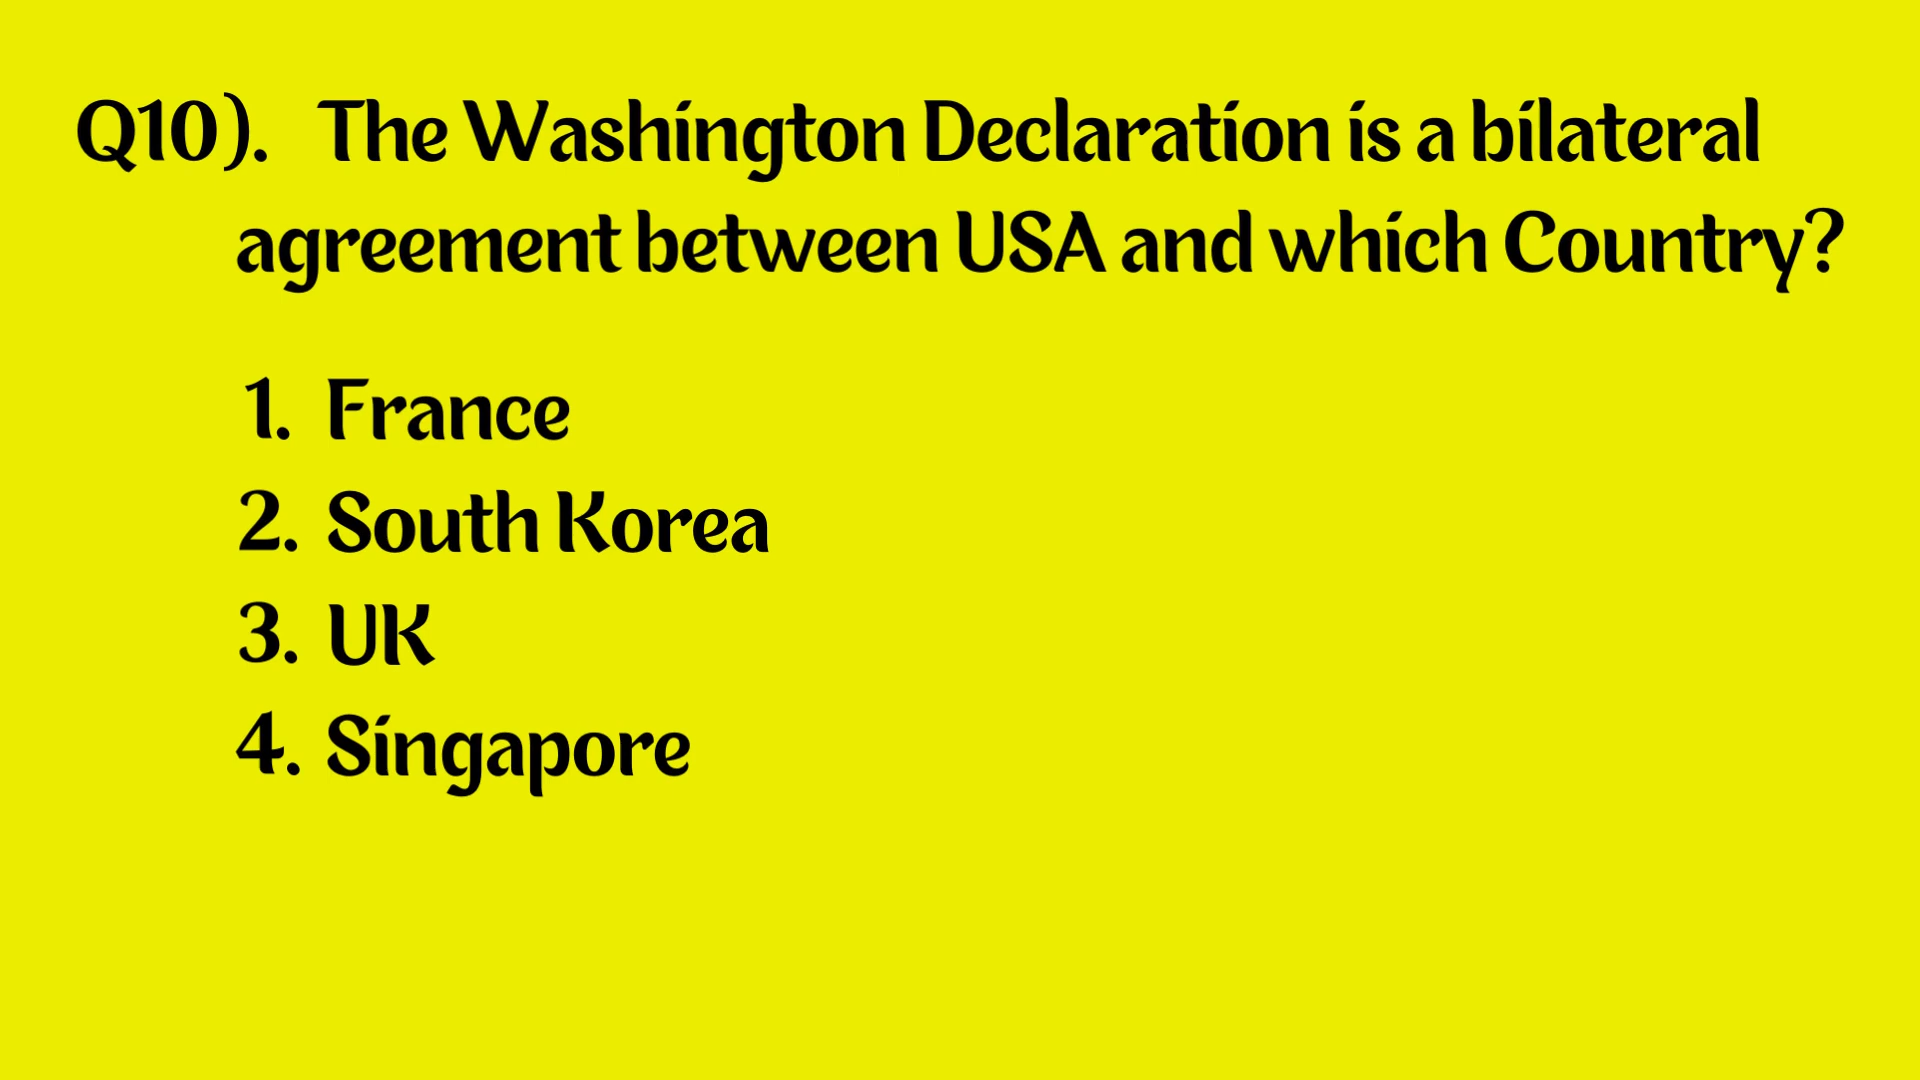 Q10). The Washington Declaration is a bilateral
agreement between USA and which Country?
1. France
2. South Korea
3. UK
4. Singapore